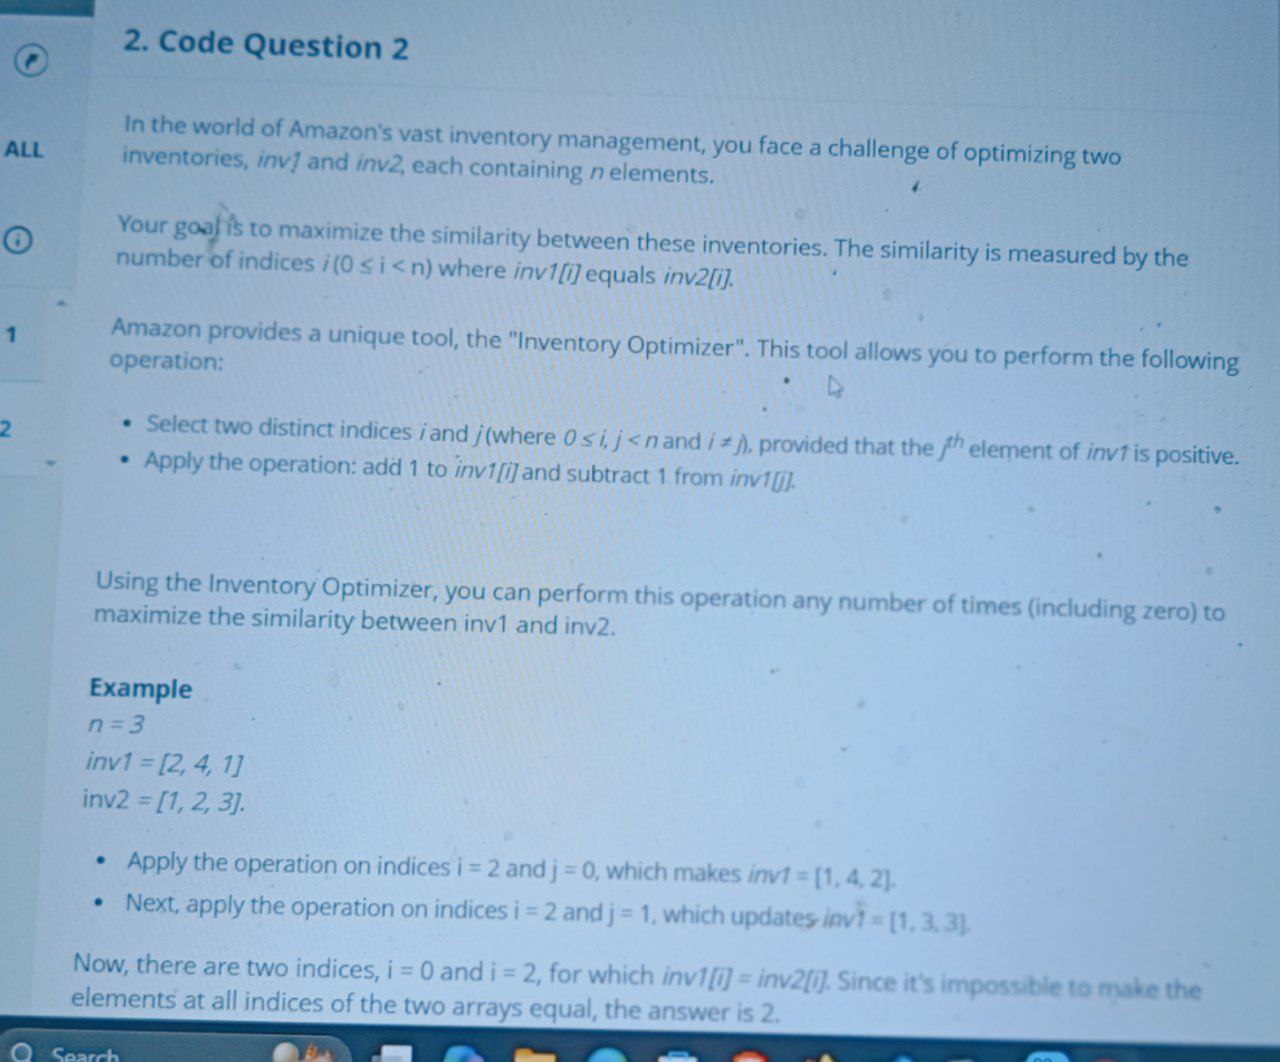 2. Code Question 2
ALL
1
2
In the world of Amazon's vast inventory management, you face a challenge of optimizing two
inventories, inv1 and inv2, each containing n elements.
Your goal is to maximize the similarity between these inventories. The similarity is measured by the
number of indices i (0 ≤ i < n) where inv1[i] equals inv2[i].
Amazon provides a unique tool, the "Inventory Optimizer". This tool allows you to perform the following
operation:
• Select two distinct indices i and j (where 0 ≤ i, j < n and i ≠ j), provided that the jth element of inv1 is positive.
• Apply the operation: add 1 to inv1[i] and subtract 1 from inv1[j].
Using the Inventory Optimizer, you can perform this operation any number of times (including zero) to
maximize the similarity between inv1 and inv2.
Example
n = 3
inv1 = [2, 4, 1]
inv2 = [1, 2, 3].
• Apply the operation on indices i = 2 and j = 0, which makes inv1 = [1, 4, 2].
• Next, apply the operation on indices i = 2 and j = 1, which updates inv1 = [1, 3, 3].
Now, there are two indices, i = 0 and i = 2, for which inv1[i] = inv2[i]. Since it's impossible to make the
elements at all indices of the two arrays equal, the answer is 2.
Search